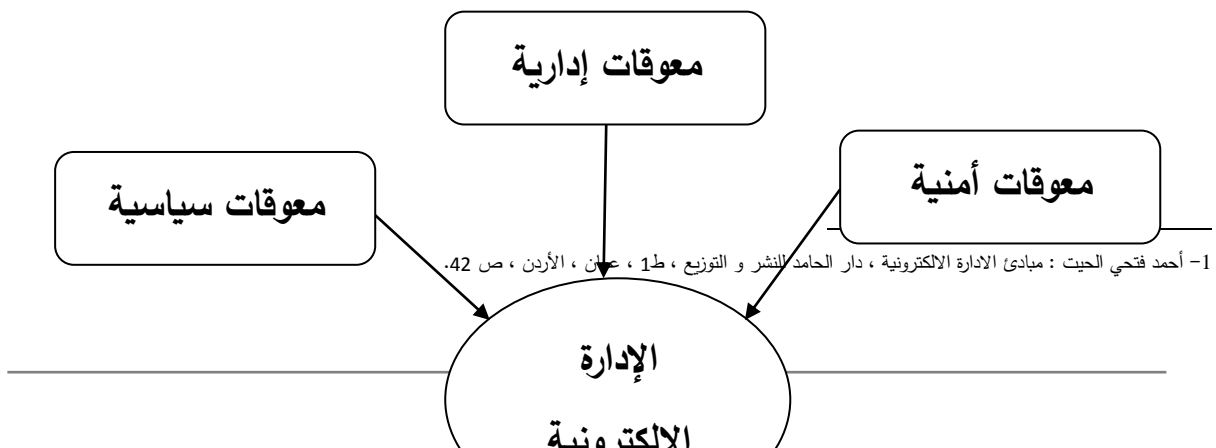 معوقات إدارية
معوقات أمنية
معوقات سياسية
1- أحمد فتحي الحيت : مبادئ الادارة الالكترونية ، دار الحامد للنشر و التوزيع ، ط1 ، عمان ، الأردن ، ص 42.
الإدارة
الالكترونية